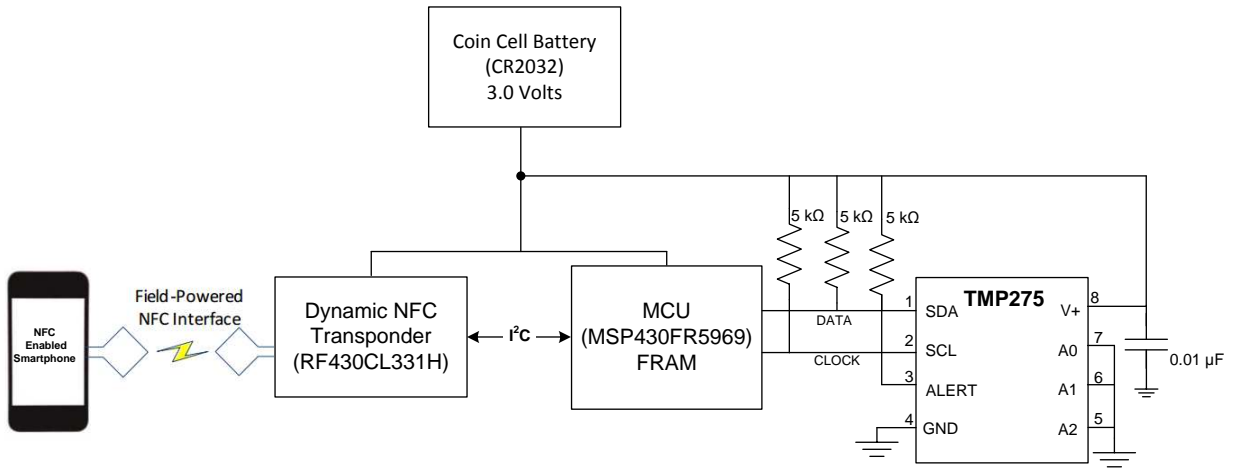 Coin Cell Battery
(CR2032)
3.0 Volts
5 kΩ
5 kΩ
5 kΩ
NFC
Enabled
Smartphone
Field-Powered
NFC Interface
Dynamic NFC
Transponder
(RF430CL331H)
I²C
MCU
(MSP430FR5969)
FRAM
DATA
CLOCK
TMP275
1
SDA
2
SCL
3
ALERT
4
GND
V+
8
A0
7
A1
6
A2
5
0.01 µF